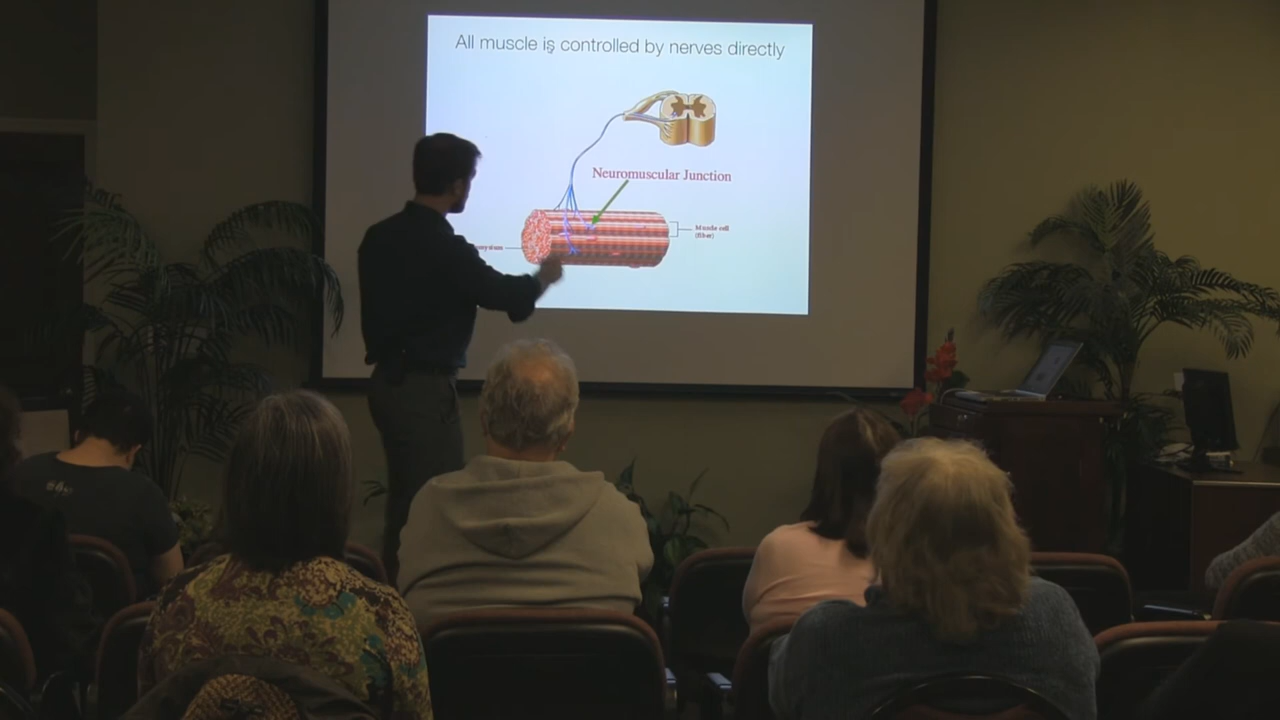 All muscle is controlled by nerves directly
Neuromuscular Junction
Muscle cell
(fiber)